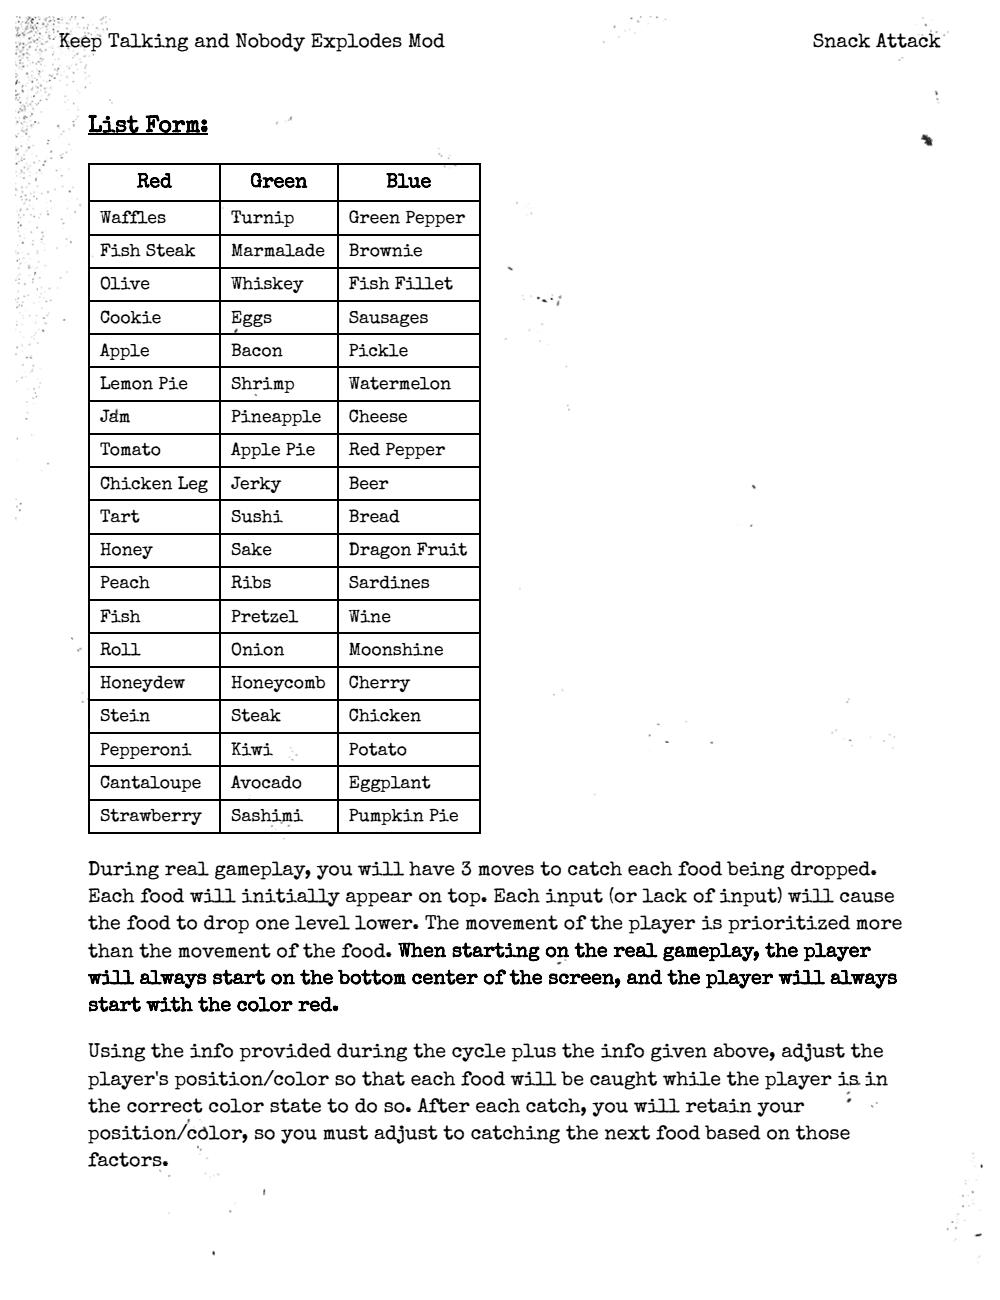 Keep Talking and Nobody Explodes Mod Snack Attack
List Form:
Red Green Blue
Waffles Turnip Green Pepper
Fish Steak Marmalade Brownie
Olive Whiskey Fish Fillet
Cookie Eggs Sausages
Apple Bacon Pickle
Lemon Pie Shrimp Watermelon
Jam Pineapple Cheese
Tomato Apple Pie Red Pepper
Chicken Leg Jerky Beer
Tart Sushi Bread
Honey Sake Dragon Fruit
Peach Ribs Sardines
Fish Pretzel Wine
Roll Onion Moonshine
Honeydew Honeycomb Cherry
Stein Steak Chicken
Pepperoni Kiwi Potato
Cantaloupe Avocado Eggplant
Strawberry Sashimi Pumpkin Pie
During real gameplay, you will have 3 moves to catch each food being dropped.
Each food will initially appear on top. Each input (or lack of input) will cause
the food to drop one level lower. The movement of the player is prioritized more
than the movement of the food. When starting on the real gameplay, the player
will always start on the bottom center of the screen, and the player will always
start with the color red.
Using the info provided during the cycle plus the info given above, adjust the
player's position/color so that each food will be caught while the player is in
the correct color state to do so. After each catch, you will retain your
position/color, so you must adjust to catching the next food based on those
factors.